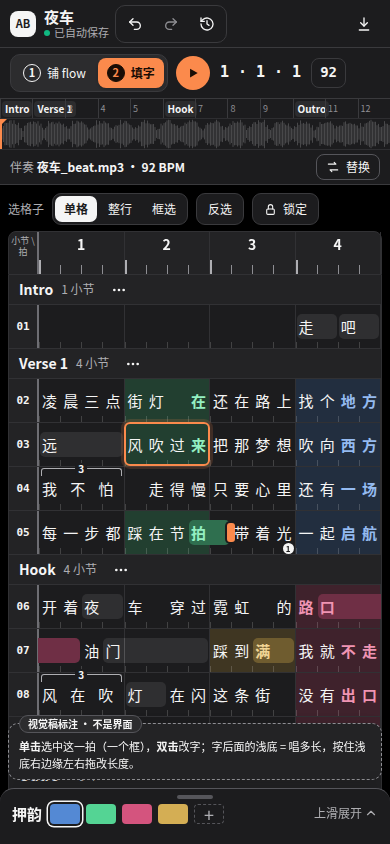 AB 夜车
已自动保存
1 铺 flow 2 填字 1 · 1 · 1 92
Intro Verse 1 4 5 Hook 7 8 9 Outro 11 12
伴奏 夜车_beat.mp3 · 92 BPM 替换
选格子 单格 整行 框选 反选 锁定
小节\拍 1 2 3 4
Intro 1 小节 ···
01 走 吧
Verse 1 4 小节 ···
02 凌 晨 三 点 街 灯 在 还 在 路 上 找 个 地 方
03 远 风 吹 过 来 把 那 梦 想 吹 向 西 方
3
04 我 不 怕 走 得 慢 只 要 心 里 还 有 一 场
05 每 一 步 都 踩 在 节 拍 带 着 光 一 起 启 航
1
Hook 4 小节 ···
06 开 着 夜 车 穿 过 霓 虹 的 路 口
07 油 门 踩 到 满 我 就 不 走
3
08 风 在 吹 灯 在 闪 这 条 街 没 有 出 口
视觉稿标注 · 不是界面
单击选中这一拍（一个框），双击改字；字后面的浅底 = 唱多长，按住浅
底右边缘左右拖改长度。
押韵 + 上滑展开